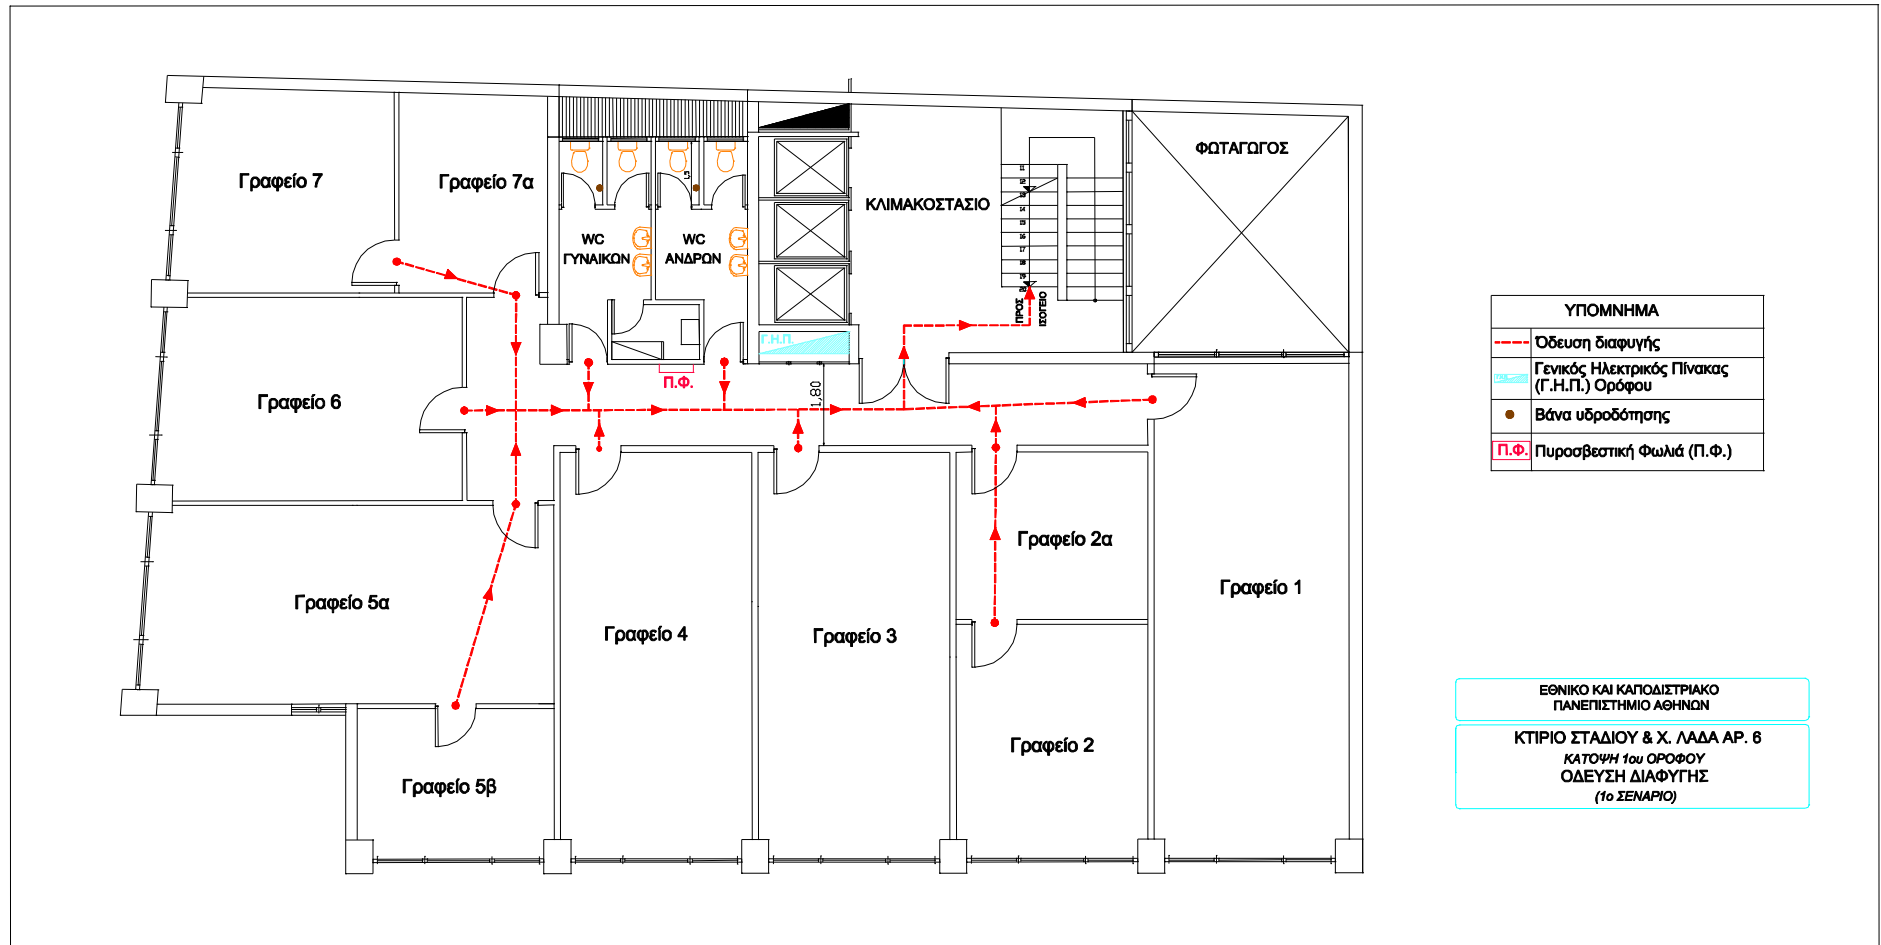 Γραφείο 7
Γραφείο 7α
WC
ΓΥΝΑΙΚΩΝ
WC
ΑΝΔΡΩΝ
ΚΛΙΜΑΚΟΣΤΑΣΙΟ
ΦΩΤΑΓΩΓΟΣ
ΠΡΟΣ
ΙΣΟΓΕΙΟ
Γ.Η.Π.
Π.Φ.
1,80
Γραφείο 6
Γραφείο 5α
Γραφείο 5β
Γραφείο 4
Γραφείο 3
Γραφείο 2α
Γραφείο 2
Γραφείο 1
ΥΠΟΜΝΗΜΑ
Όδευση διαφυγής
Γενικός Ηλεκτρικός Πίνακας
(Γ.Η.Π.) Ορόφου
Βάνα υδροδότησης
Π.Φ. Πυροσβεστική Φωλιά (Π.Φ.)
ΕΘΝΙΚΟ ΚΑΙ ΚΑΠΟΔΙΣΤΡΙΑΚΟ
ΠΑΝΕΠΙΣΤΗΜΙΟ ΑΘΗΝΩΝ
ΚΤΙΡΙΟ ΣΤΑΔΙΟΥ & Χ. ΛΑΔΑ ΑΡ. 6
ΚΑΤΟΨΗ 1ου ΟΡΟΦΟΥ
ΟΔΕΥΣΗ ΔΙΑΦΥΓΗΣ
(1ο ΣΕΝΑΡΙΟ)